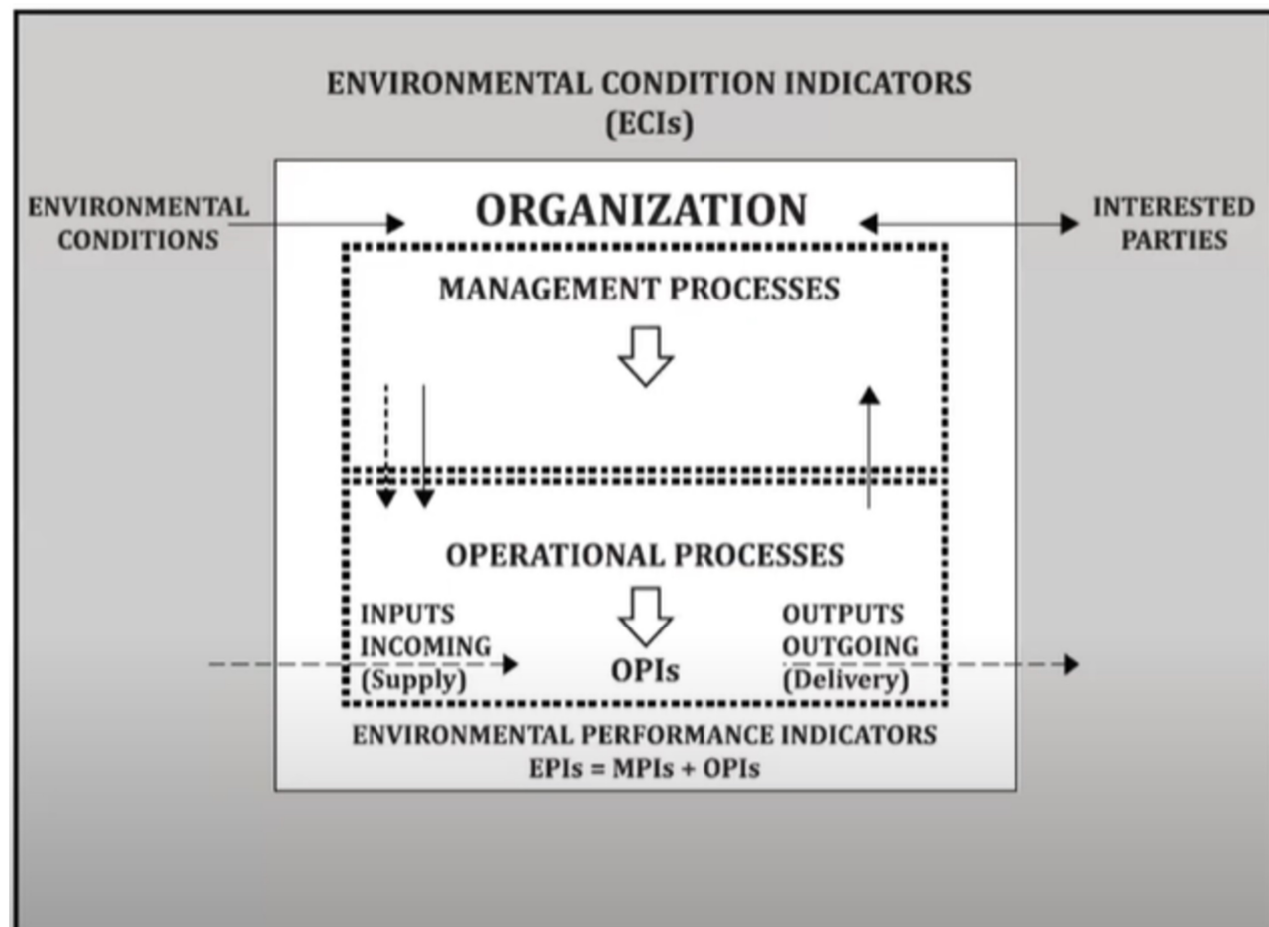 ENVIRONMENTAL CONDITION INDICATORS
(ECIs)
ENVIRONMENTAL
CONDITIONS
ORGANIZATION
INTERESTED
PARTIES
MANAGEMENT PROCESSES
OPERATIONAL PROCESSES
INPUTS
INCOMING
(Supply)
OPIs
OUTPUTS
OUTGOING
(Delivery)
ENVIRONMENTAL PERFORMANCE INDICATORS
EPIs = MPIs + OPIs